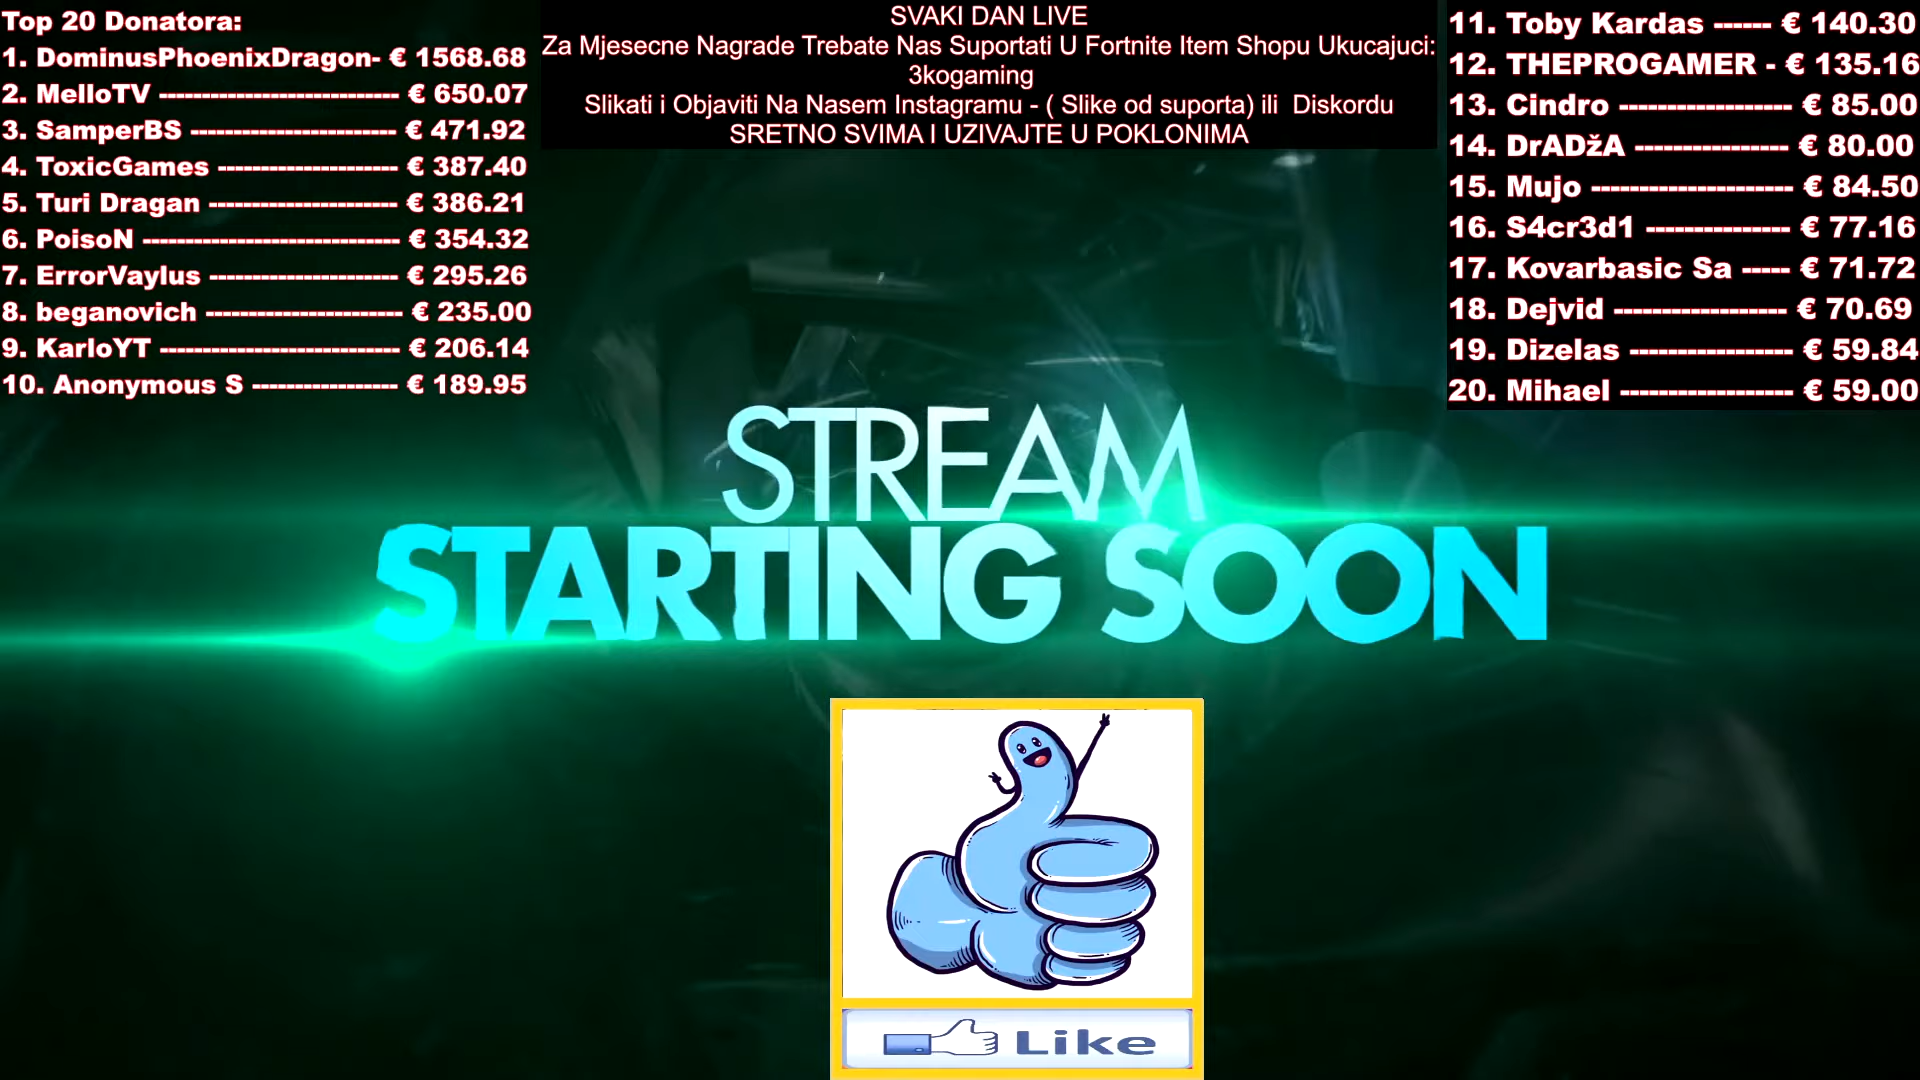 Top 20 Donatora:
1. DominusPhoenixDragon- € 1568.68
2. MelloTV ---------------------------- € 650.07
3. SamperBS ------------------------ € 471.92
4. ToxicGames --------------------- € 387.40
5. Turi Dragan ---------------------- € 386.21
6. PoisoN ------------------------------ € 354.32
7. ErrorVaylus ---------------------- € 295.26
8. beganovich ----------------------- € 235.00
9. KarloYT ---------------------------- € 206.14
10. Anonymous S ----------------- € 189.95
SVAKI DAN LIVE
Za Mjesecne Nagrade Trebate Nas Suportati U Fortnite Item Shopu Ukucajuci:
3kogaming
Slikati i Objaviti Na Nasem Instagramu - ( Slike od suporta) ili  Diskordu
SRETNO SVIMA I UZIVAJTE U POKLONIMA
11. Toby Kardas ------ € 140.30
12. THEPROGAMER - € 135.16
13. Cindro ------------------ € 85.00
14. DrADžA ---------------- € 80.00
15. Mujo --------------------- € 84.50
16. S4cr3d1 --------------- € 77.16
17. Kovarbasic Sa ----- € 71.72
18. Dejvid ------------------ € 70.69
19. Dizelas ----------------- € 59.84
20. Mihael ------------------ € 59.00
STREAM
STARTING SOON
Like